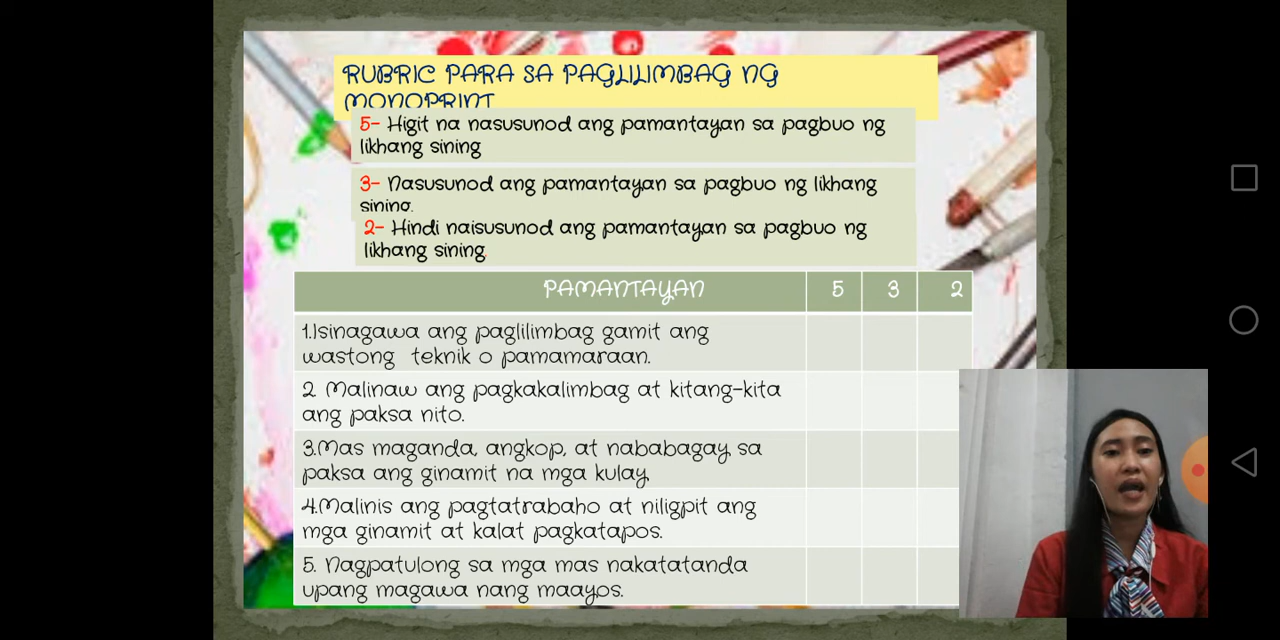 RUBRIC PARA SA PAGLILIMBAG NG
MONOPRINT
5- Higit na nasusunod ang pamantayan sa pagbuo ng
likhang sining
3- Nasusunod ang pamantayan sa pagbuo ng likhang
sining.
2- Hindi naisusunod ang pamantayan sa pagbuo ng
likhang sining
PAMANTAYAN 5 3 2
1.Isinagawa ang paglilimbag gamit ang
wastong teknik o pamamaraan.
2 Malinaw ang pagkakalimbag at kitang-kita
ang paksa nito.
3.Mas maganda, angkop, at nababagay sa
paksa ang ginamit na mga kulay.
4.Malinis ang pagtatrabaho at niligpit ang
mga ginamit at kalat pagkatapos.
5. Nagpatulong sa mga mas nakatatanda
upang magawa nang maayos.